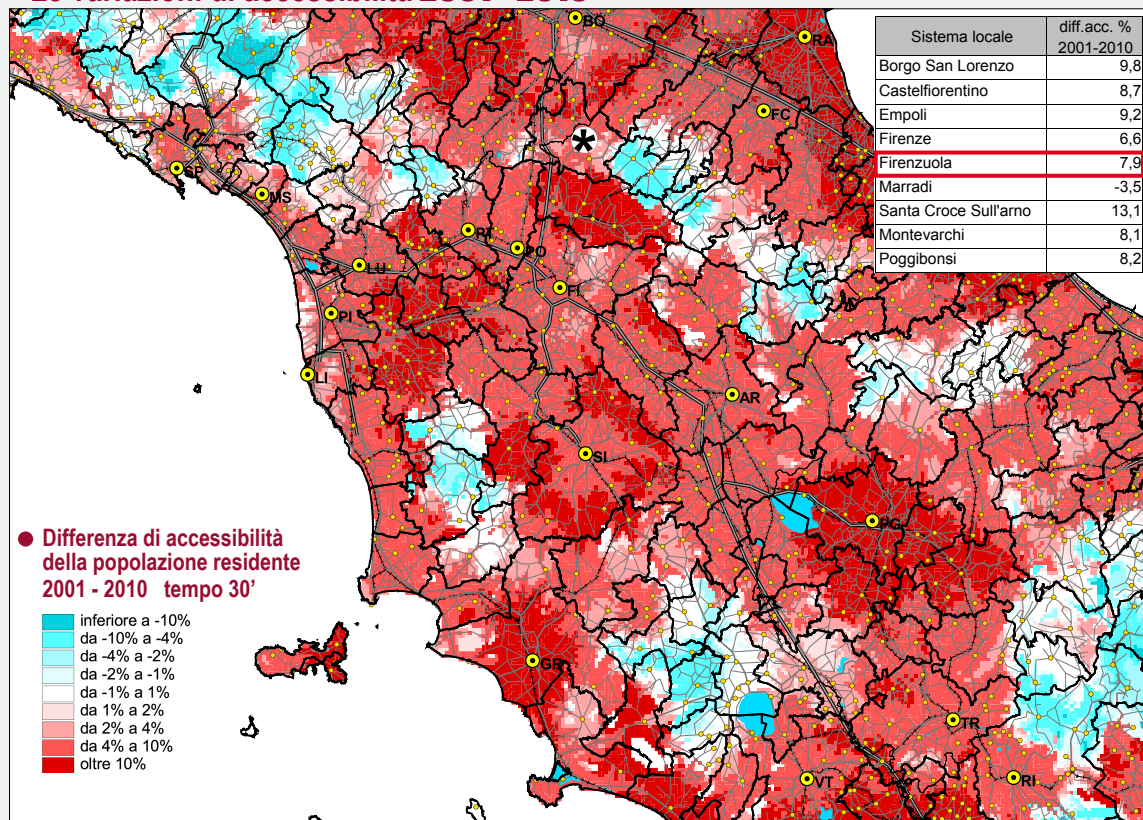 Sistema locale diff.acc. % 2001-2010
Borgo San Lorenzo 9,8
Castelfiorentino 8,7
Empoli 9,2
Firenze 6,6
Firenzuola 7,9
Marradi -3,5
Santa Croce Sull'arno 13,1
Montevarchi 8,1
Poggibonsi 8,2
BO
RA
FC
*
SP
MS
PT
PO
LU
FI
PI
LI
AR
SI
PG
GR
TR
VT
RI
Differenza di accessibilità
della popolazione residente
2001 - 2010 tempo 30'
inferiore a -10%
da -10% a -4%
da -4% a -2%
da -2% a -1%
da -1% a 1%
da 1% a 2%
da 2% a 4%
da 4% a 10%
oltre 10%